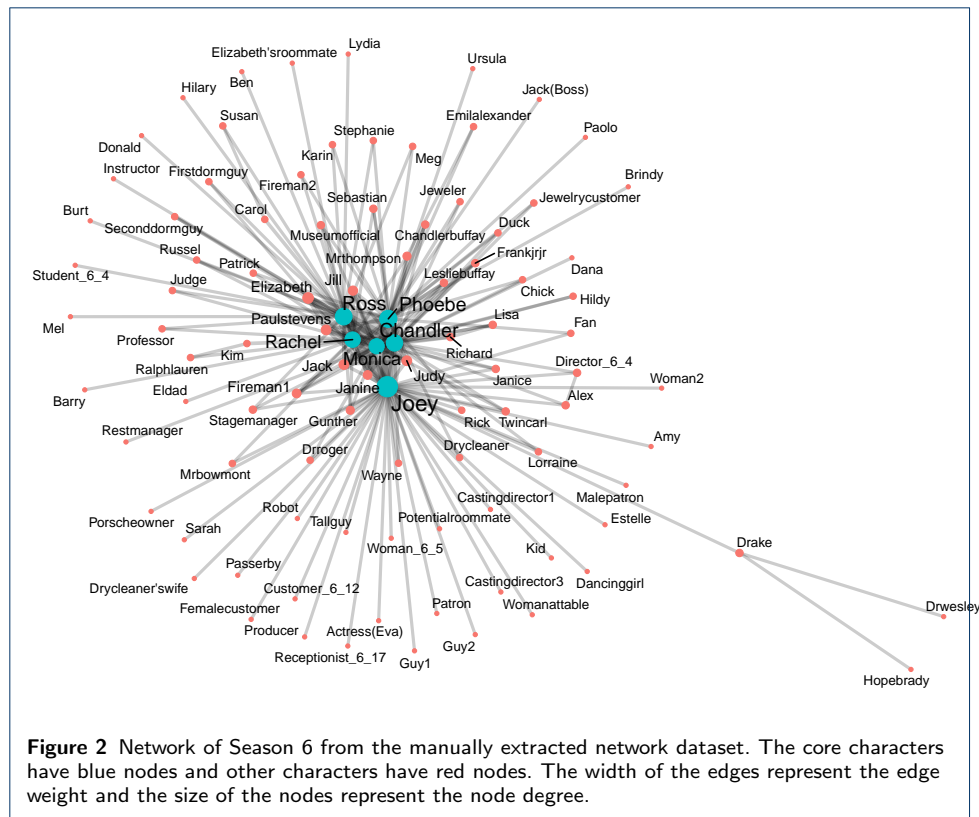 Lydia
Elizabeth'sroommate
Ursula
Ben
Hilary
Jack(Boss)
Susan
Emilalexander
Stephanie
Paolo
Donald
Karin
Meg
Instructor
Firstdormguy
Fireman2
Brindy
Sebastian
Jeweler
Jewelrycustomer
Burt
Carol
Seconddormguy
Museumofficial
Chandlerbuffay
Duck
Russel
Mrthompson
Frankjrjr
Student_6_4
Patrick
Jill
Lesliebuffay
Dana
Judge
Elizabeth
Chick
Hildy
Ross
Phoebe
Mel
Paulstevens
Lisa
Fan
Professor
Rachel
Chandler
Kim
Monica
Richard
Ralphlauren
Jack
Judy
Director_6_4
Barry
Eldad
Fireman1
Janine
Janice
Woman2
Joey
Alex
Restmanager
Stagemanager
Gunther
Rick
Twincarl
Amy
Drroger
Drycleaner
Mrbowmont
Wayne
Lorraine
Malepatron
Porscheowner
Robot
Castingdirector1
Sarah
Tallguy
Potentialroommate
Estelle
Woman_6_5
Kid
Drake
Passerby
Drycleaner'swife
Customer_6_12
Castingdirector3
Dancinggirl
Femalecustomer
Patron
Womanattable
Drwesley
Producer
Actress(Eva)
Receptionist_6_17
Guy1
Guy2
Hopebrady
Figure 2 Network of Season 6 from the manually extracted network dataset. The core characters
have blue nodes and other characters have red nodes. The width of the edges represent the edge
weight and the size of the nodes represent the node degree.